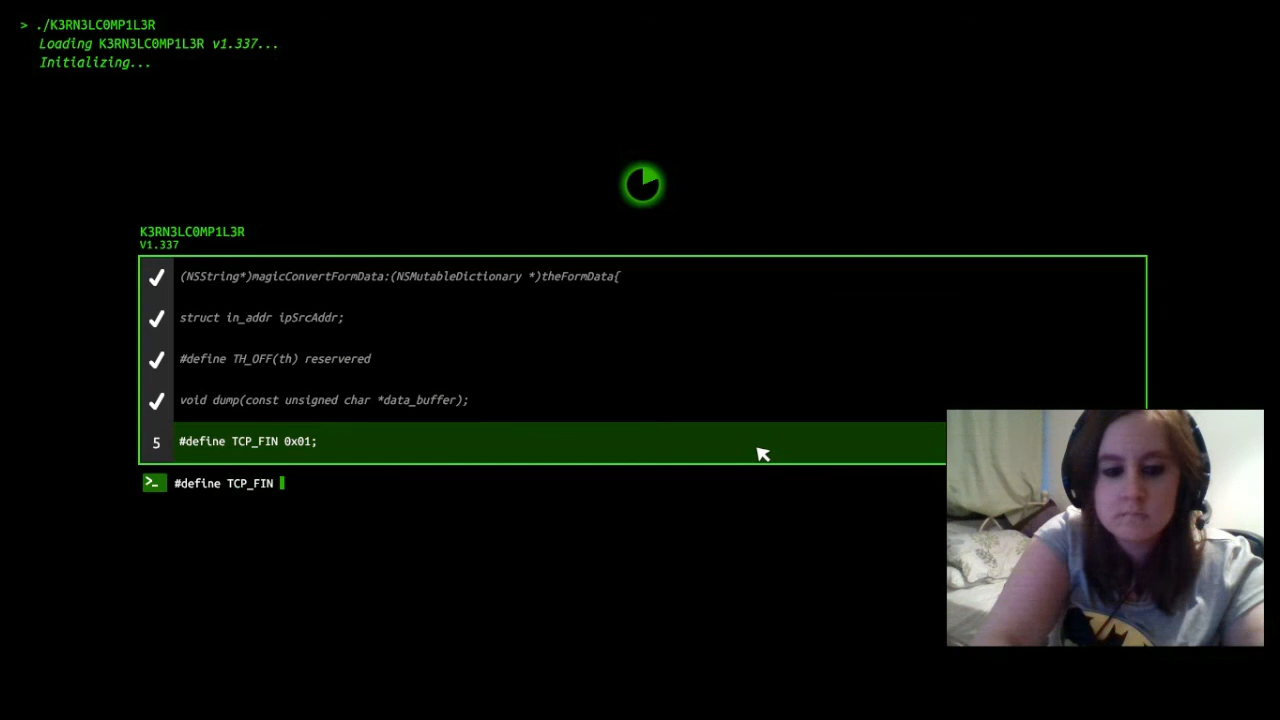 > ./K3RN3LC0MP1L3R
Loading K3RN3LC0MP1L3R v1.337...
Initializing...
K3RN3LC0MP1L3R
V1.337
(NSString*)magicConvertFormData:(NSMutableDictionary *)theFormData{
struct in_addr ipSrcAddr;
#define TH_OFF(th) reservered
void dump(const unsigned char *data_buffer);
5 #define TCP_FIN 0x01;
>_ #define TCP_FIN